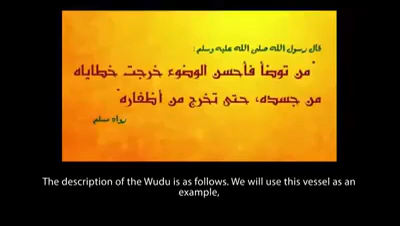 قال رسول الله صلى الله عليه وسلم :
" من توضأ فأحسن الوضوء خرجت خطاياه
من جسده، حتى تخرج من أظفاره"
رواه مسلم
The description of the Wudu is as follows. We will use this vessel as an
example,